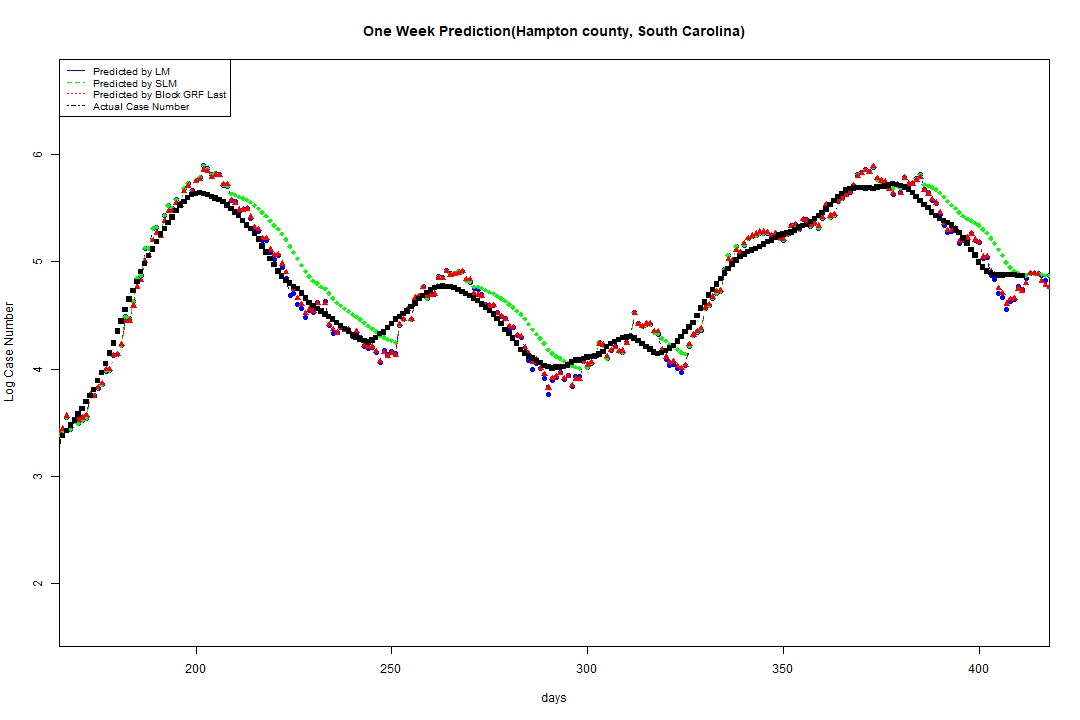 One Week Prediction(Hampton county, South Carolina)
Predicted by LM
Predicted by SLM
Predicted by Block GRF Last
Actual Case Number
6
5
4
3
2
Log Case Number
200 250 300 350 400
days